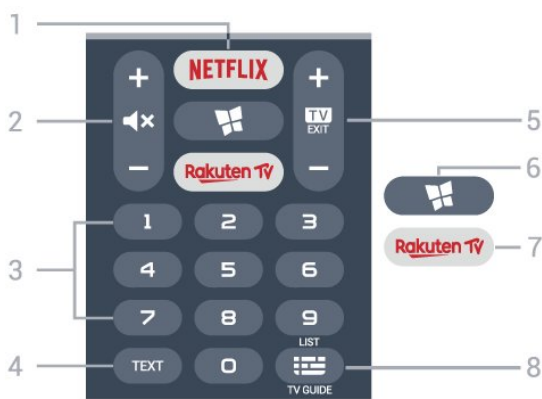 1
NETFLIX
+ +
2
TV
EXIT
5
6
- -
Rakuten TV
1 2 3
Rakuten TV
7
3
4 5 6
7 8 9
LIST
4
TEXT 0
8
TV GUIDE